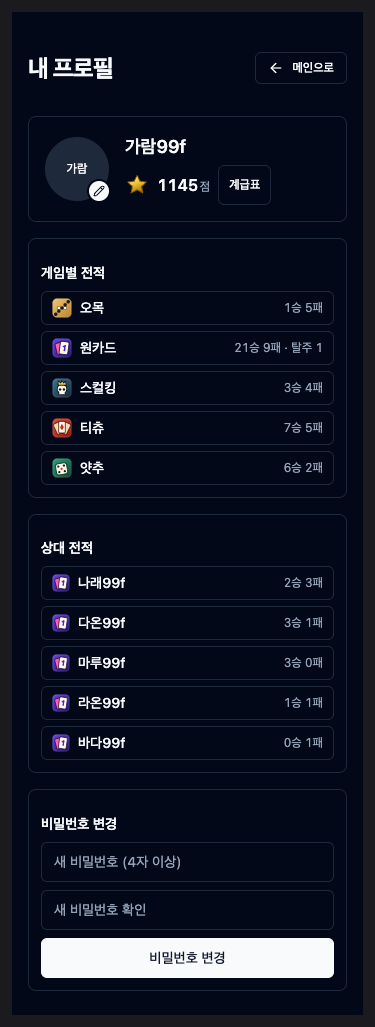 내 프로필
메인으로
가람
가람99f
1145점
계급표
게임별 전적
오목 1승 5패
원카드 21승 9패 · 탈주 1
스컬킹 3승 4패
티츄 7승 5패
얏추 6승 2패
상대 전적
나래99f 2승 3패
다온99f 3승 1패
마루99f 3승 0패
라온99f 1승 1패
바다99f 0승 1패
비밀번호 변경
새 비밀번호 (4자 이상)
새 비밀번호 확인
비밀번호 변경